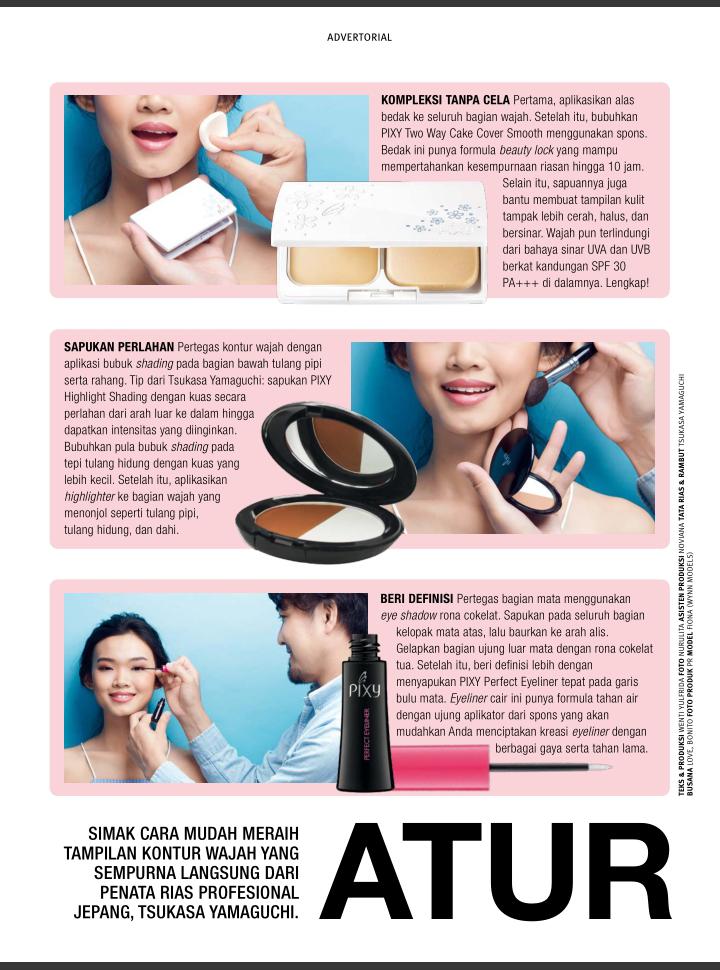 ADVERTORIAL
KOMPLEKSI TANPA CELA Pertama, aplikasikan alas
bedak ke seluruh bagian wajah. Setelah itu, bubuhkan
PIXY Two Way Cake Cover Smooth menggunakan spons.
Bedak ini punya formula beauty lock yang mampu
mempertahankan kesempurnaan riasan hingga 10 jam.
Selain itu, sapuannya juga
bantu membuat tampilan kulit
tampak lebih cerah, halus, dan
bersinar. Wajah pun terlindungi
dari bahaya sinar UVA dan UVB
berkat kandungan SPF 30
PA+++ di dalamnya. Lengkap!
SAPUKAN PERLAHAN Pertegas kontur wajah dengan
aplikasi bubuk shading pada bagian bawah tulang pipi
serta rahang. Tip dari Tsukasa Yamaguchi: sapukan PIXY
Highlight Shading dengan kuas secara
perlahan dari arah luar ke dalam hingga
dapatkan intensitas yang diinginkan.
Bubuhkan pula bubuk shading pada
tepi tulang hidung dengan kuas yang
lebih kecil. Setelah itu, aplikasikan
highlighter ke bagian wajah yang
menonjol seperti tulang pipi,
tulang hidung, dan dahi.
BERI DEFINISI Pertegas bagian mata menggunakan
eye shadow rona cokelat. Sapukan pada seluruh bagian
kelopak mata atas, lalu baurkan ke arah alis.
Gelapkan bagian ujung luar mata dengan rona cokelat
tua. Setelah itu, beri definisi lebih dengan
menyapukan PIXY Perfect Eyeliner tepat pada garis
bulu mata. Eyeliner cair ini punya formula tahan air
dengan ujung aplikator dari spons yang akan
mudahkan Anda menciptakan kreasi eyeliner dengan
berbagai gaya serta tahan lama.
PIXY
PERFECT EYELINER
TEKS & PRODUKSI WENTI YULFRIDA FOTO NURULITA ASISTEN PRODUKSI NOVIANA TATA RIAS & RAMBUT TSUKASA YAMAGUCHI
BUSANA LOVE, BONITO FOTO PRODUK PR MODEL FIONA (WYNN MODELS)
SIMAK CARA MUDAH MERAIH
TAMPILAN KONTUR WAJAH YANG
SEMPURNA LANGSUNG DARI
PENATA RIAS PROFESIONAL
JEPANG, TSUKASA YAMAGUCHI.
ATUR